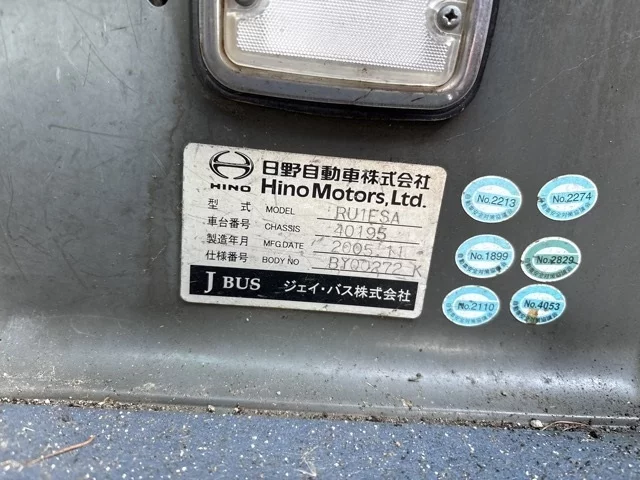 日野自動車株式会社
HINO
Hino Motors, Ltd.
型 式 MODEL RU1ESA
車台番号 CHASSIS 40195
製造年月 MFG.DATE 2005.11
仕様番号 BODY NO K
J BUS ジェイ・バス株式会社
No.2213
No.2274
No.1899
No.2829
No.2110
No.4053